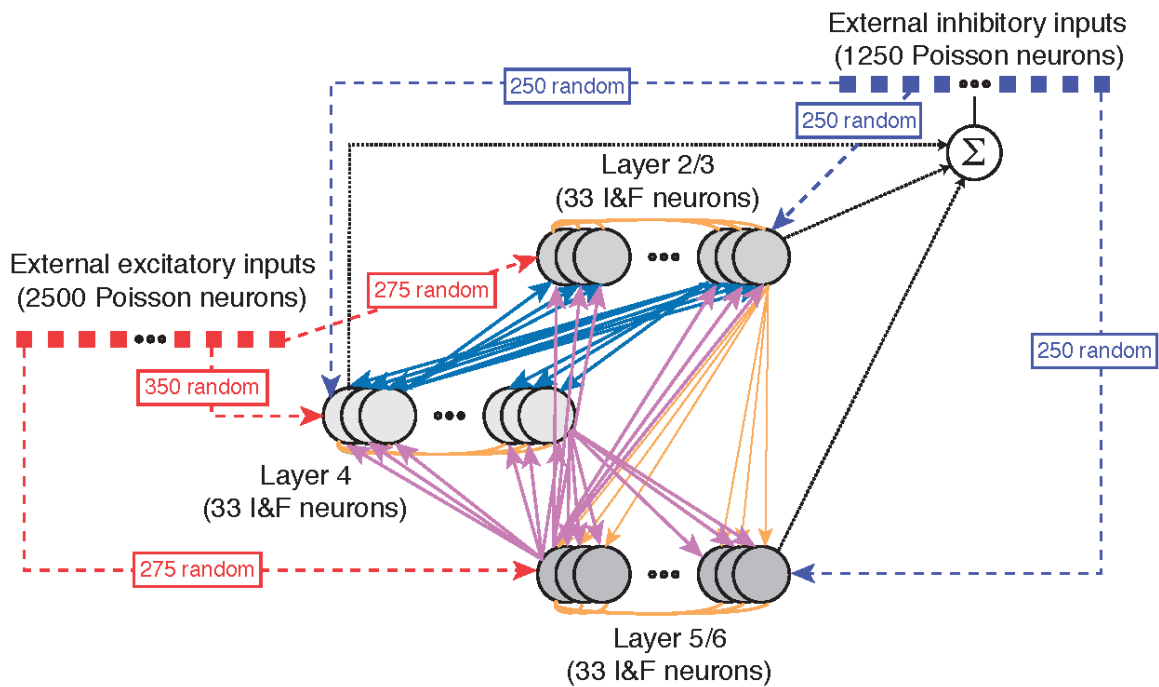 External inhibitory inputs
(1250 Poisson neurons)
250 random
250 random
Σ
Layer 2/3
(33 I&F neurons)
External excitatory inputs
(2500 Poisson neurons)
275 random
250 random
350 random
Layer 4
(33 I&F neurons)
275 random
Layer 5/6
(33 I&F neurons)